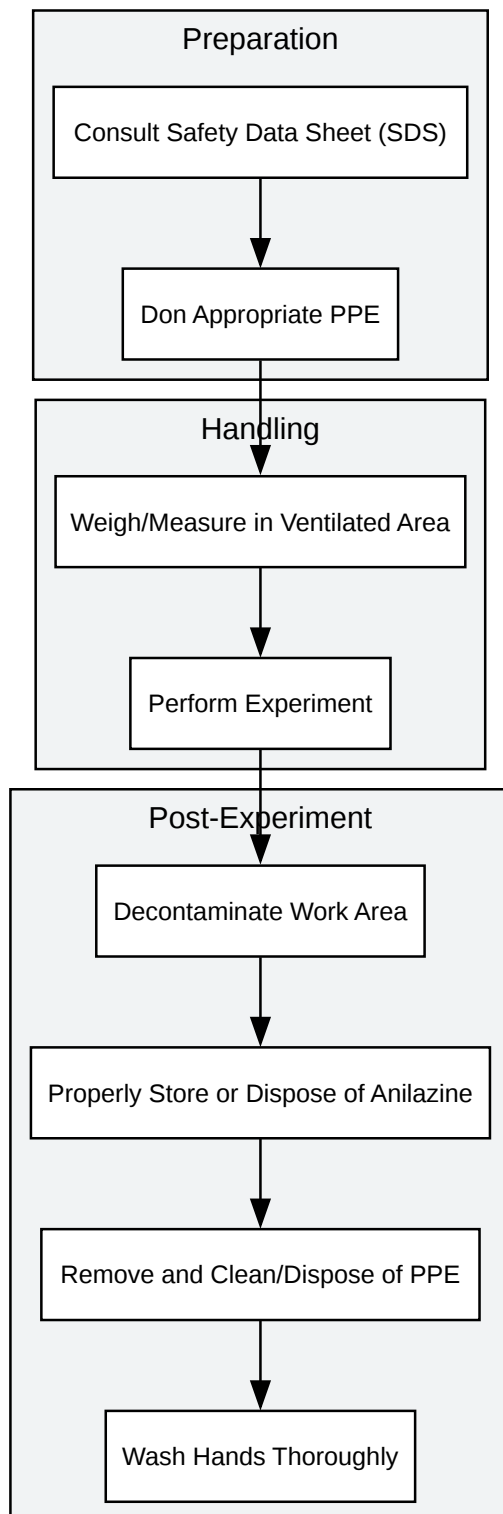 Preparation
Consult Safety Data Sheet (SDS)
Don Appropriate PPE
Handling
Weigh/Measure in Ventilated Area
Perform Experiment
Post-Experiment
Decontaminate Work Area
Properly Store or Dispose of Anilazine
Remove and Clean/Dispose of PPE
Wash Hands Thoroughly